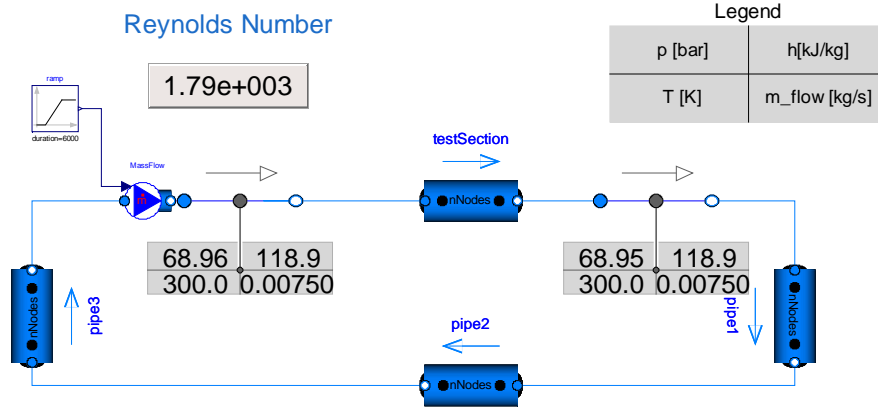 Reynolds Number
Legend
p [bar] h[kJ/kg]
T [K] m_flow [kg/s]
1.79e+003
ramp
duration=6000
MassFlow
m
testSection
nNodes
68.96 118.9
300.0 0.00750
68.95 118.9
300.0 0.00750
nNodes
pipe3
nNodes
pipe1
pipe2
nNodes